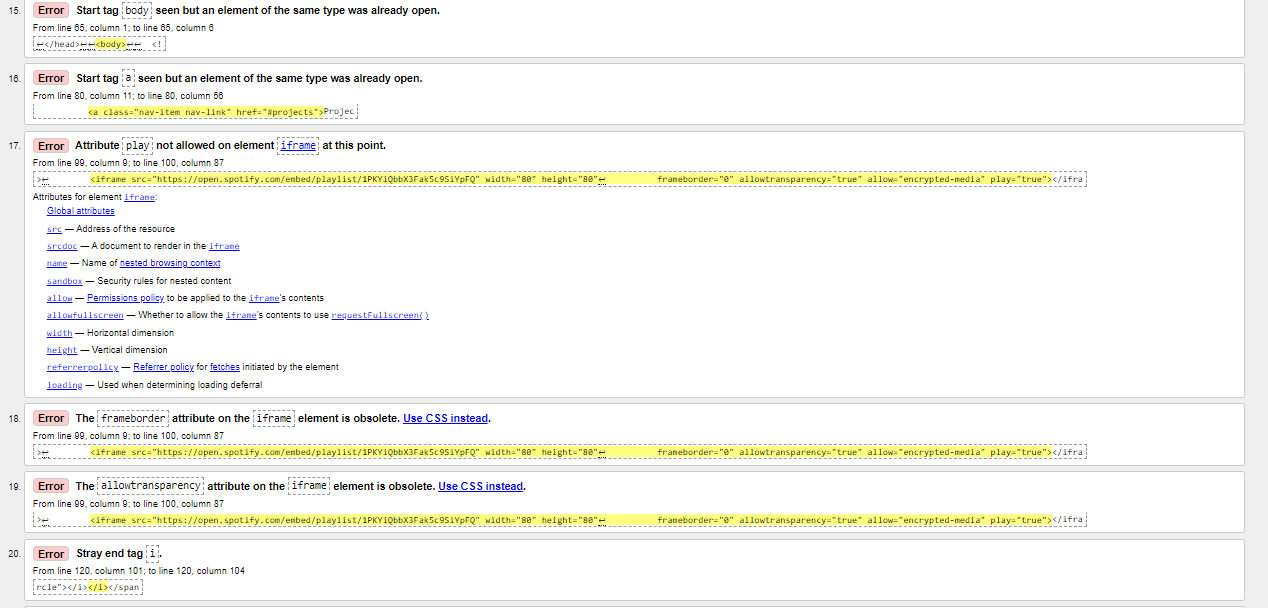 15. Error Start tag body seen but an element of the same type was already open.
From line 65, column 1; to line 65, column 6
↩</head>↩↩<body>↩↩  <!
16. Error Start tag a seen but an element of the same type was already open.
From line 80, column 11; to line 80, column 56
<a class="nav-item nav-link" href="#projects">Projec
17. Error Attribute play not allowed on element iframe at this point.
From line 99, column 9; to line 100, column 87
>↩ <iframe src="https://open.spotify.com/embed/playlist/1PKYiQbbX3Fak5c9SiYpFQ" width="80" height="80"↩ frameborder="0" allowtransparency="true" allow="encrypted-media" play="true"></ifra
Attributes for element iframe:
Global attributes
src — Address of the resource
srcdoc — A document to render in the iframe
name — Name of nested browsing context
sandbox — Security rules for nested content
allow — Permissions policy to be applied to the iframe's contents
allowfullscreen — Whether to allow the iframe's contents to use requestFullscreen()
width — Horizontal dimension
height — Vertical dimension
referrerpolicy — Referrer policy for fetches initiated by the element
loading — Used when determining loading deferral
18. Error The frameborder attribute on the iframe element is obsolete. Use CSS instead.
From line 99, column 9; to line 100, column 87
>↩ <iframe src="https://open.spotify.com/embed/playlist/1PKYiQbbX3Fak5c9SiYpFQ" width="80" height="80"↩ frameborder="0" allowtransparency="true" allow="encrypted-media" play="true"></ifra
19. Error The allowtransparency attribute on the iframe element is obsolete. Use CSS instead.
From line 99, column 9; to line 100, column 87
>↩ <iframe src="https://open.spotify.com/embed/playlist/1PKYiQbbX3Fak5c9SiYpFQ" width="80" height="80"↩ frameborder="0" allowtransparency="true" allow="encrypted-media" play="true"></ifra
20. Error Stray end tag i.
From line 120, column 101; to line 120, column 104
rcle"></i></i></span